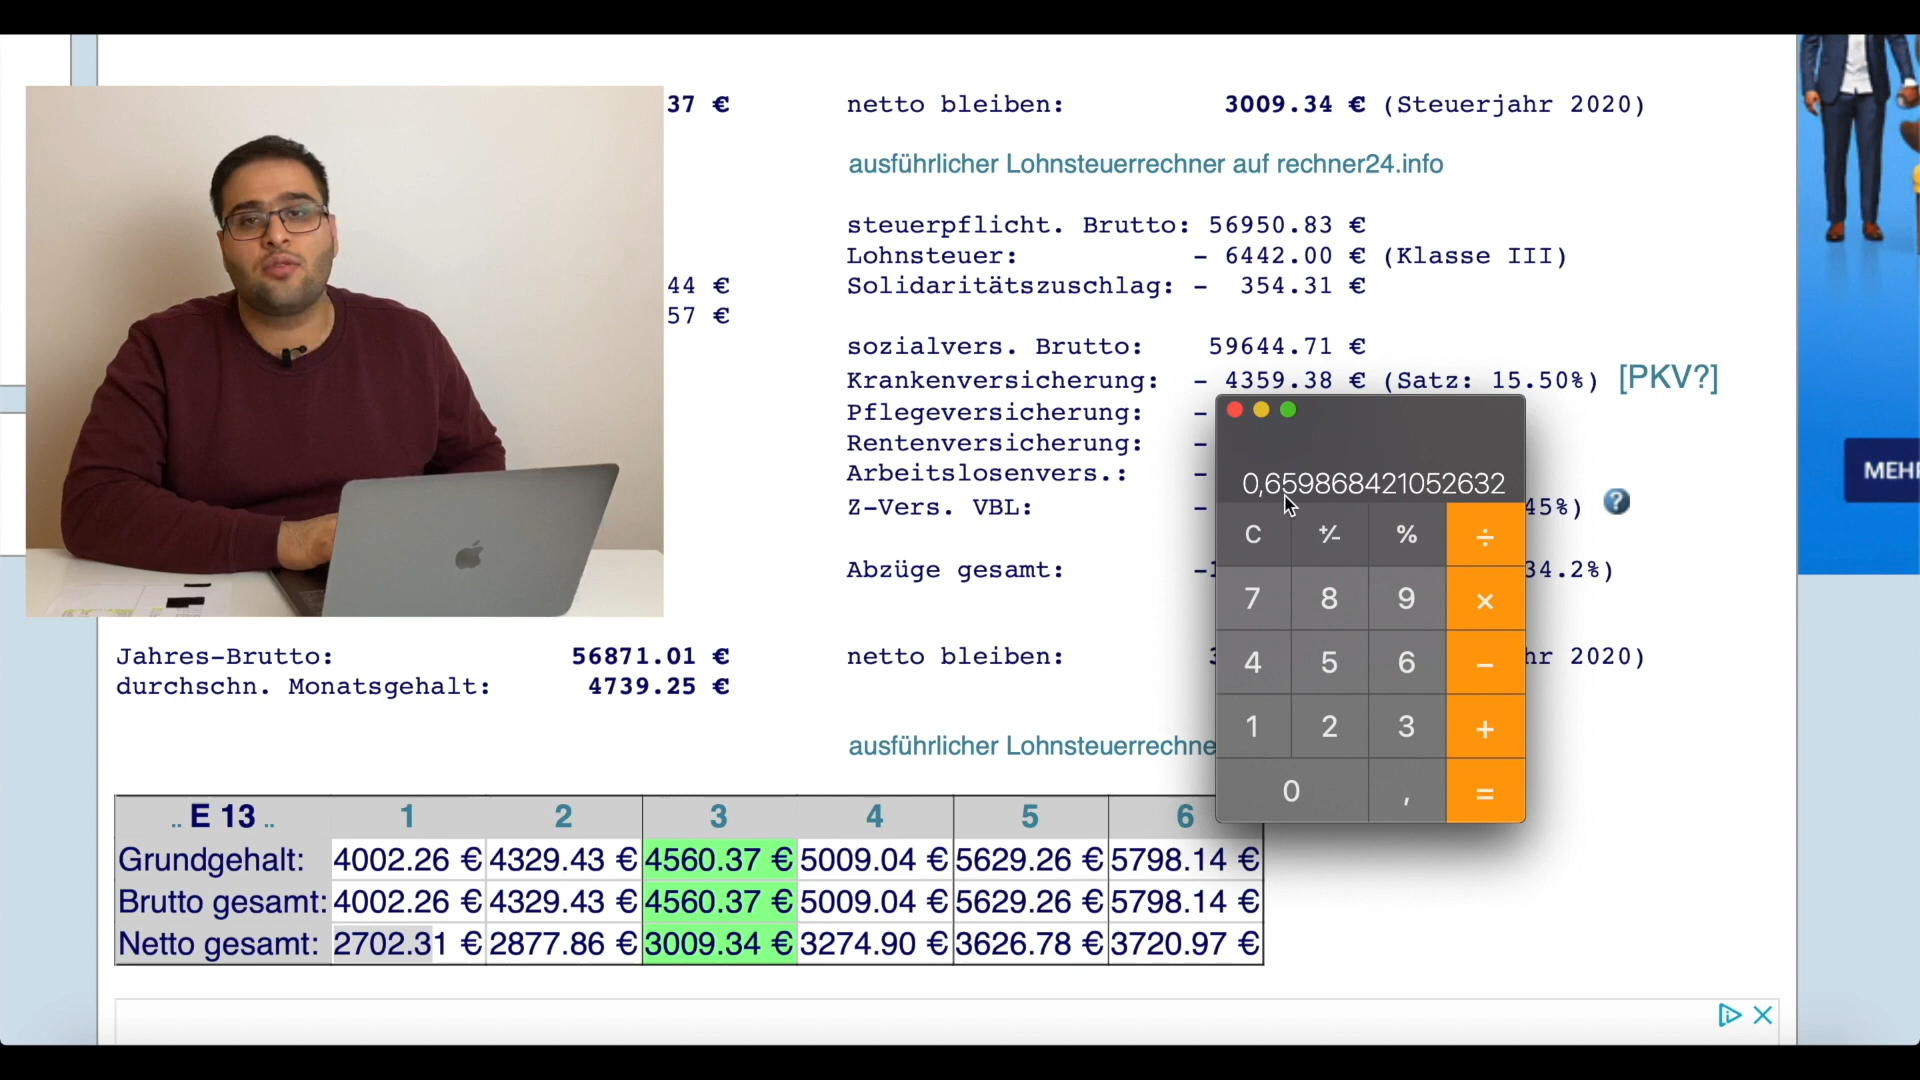 37 € netto bleiben: 3009.34 € (Steuerjahr 2020)
ausführlicher Lohnsteuerrechner auf rechner24.info
steuerpflicht. Brutto: 56950.83 €
Lohnsteuer: - 6442.00 € (Klasse III)
44 € Solidaritätszuschlag: - 354.31 €
57 €
sozialvers. Brutto: 59644.71 €
Krankenversicherung: - 4359.38 € (Satz: 15.50%) [PKV?]
Pflegeversicherung: -
Rentenversicherung: -
Arbeitslosenvers.: -
Z-Vers. VBL: - 45%)
Abzüge gesamt: -1 34.2%)
Jahres-Brutto: 56871.01 € netto bleiben: 3 hr 2020)
durchschn. Monatsgehalt: 4739.25 €
ausführlicher Lohnsteuerrechne
.. E 13 .. 1 2 3 4 5 6
Grundgehalt: 4002.26 € 4329.43 € 4560.37 € 5009.04 € 5629.26 € 5798.14 €
Brutto gesamt: 4002.26 € 4329.43 € 4560.37 € 5009.04 € 5629.26 € 5798.14 €
Netto gesamt: 2702.31 € 2877.86 € 3009.34 € 3274.90 € 3626.78 € 3720.97 €
0,659868421052632
C +/- % ÷
7 8 9 ×
4 5 6 −
1 2 3 +
0 , =
MEHR